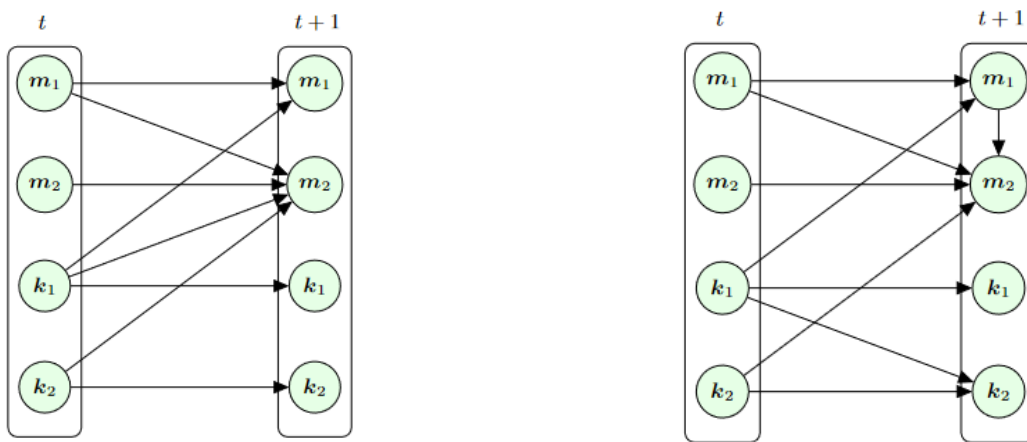 t
t + 1
m₁
m₁
m₂
m₂
k₁
k₁
k₂
k₂
t
t + 1
m₁
m₁
m₂
m₂
k₁
k₁
k₂
k₂